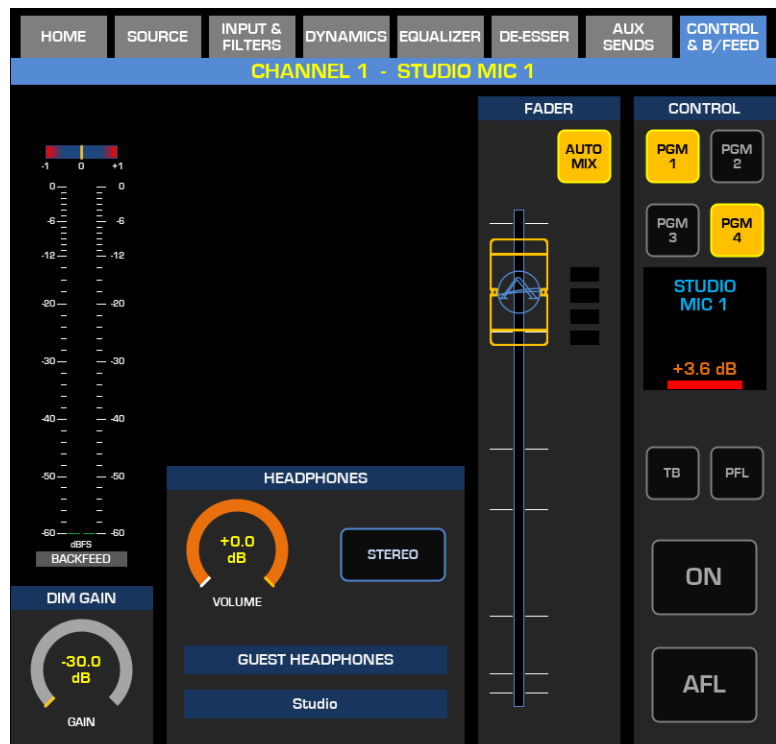 HOME
SOURCE
INPUT &
FILTERS
DYNAMICS
EQUALIZER
DE-ESSER
AUX
SENDS
CONTROL
& B/FEED
CHANNEL 1 - STUDIO MIC 1
-1 0 +1
0 0
-6 -6
-12 -12
-20 -20
-30 -30
-40 -40
-50 -50
-60 -60
dBFS
BACKFEED
DIM GAIN
-30.0
dB
GAIN
HEADPHONES
+0.0
dB
VOLUME
STEREO
GUEST HEADPHONES
Studio
FADER
AUTO
MIX
CONTROL
PGM
1
PGM
2
PGM
3
PGM
4
STUDIO
MIC 1
+3.6 dB
TB
PFL
ON
AFL